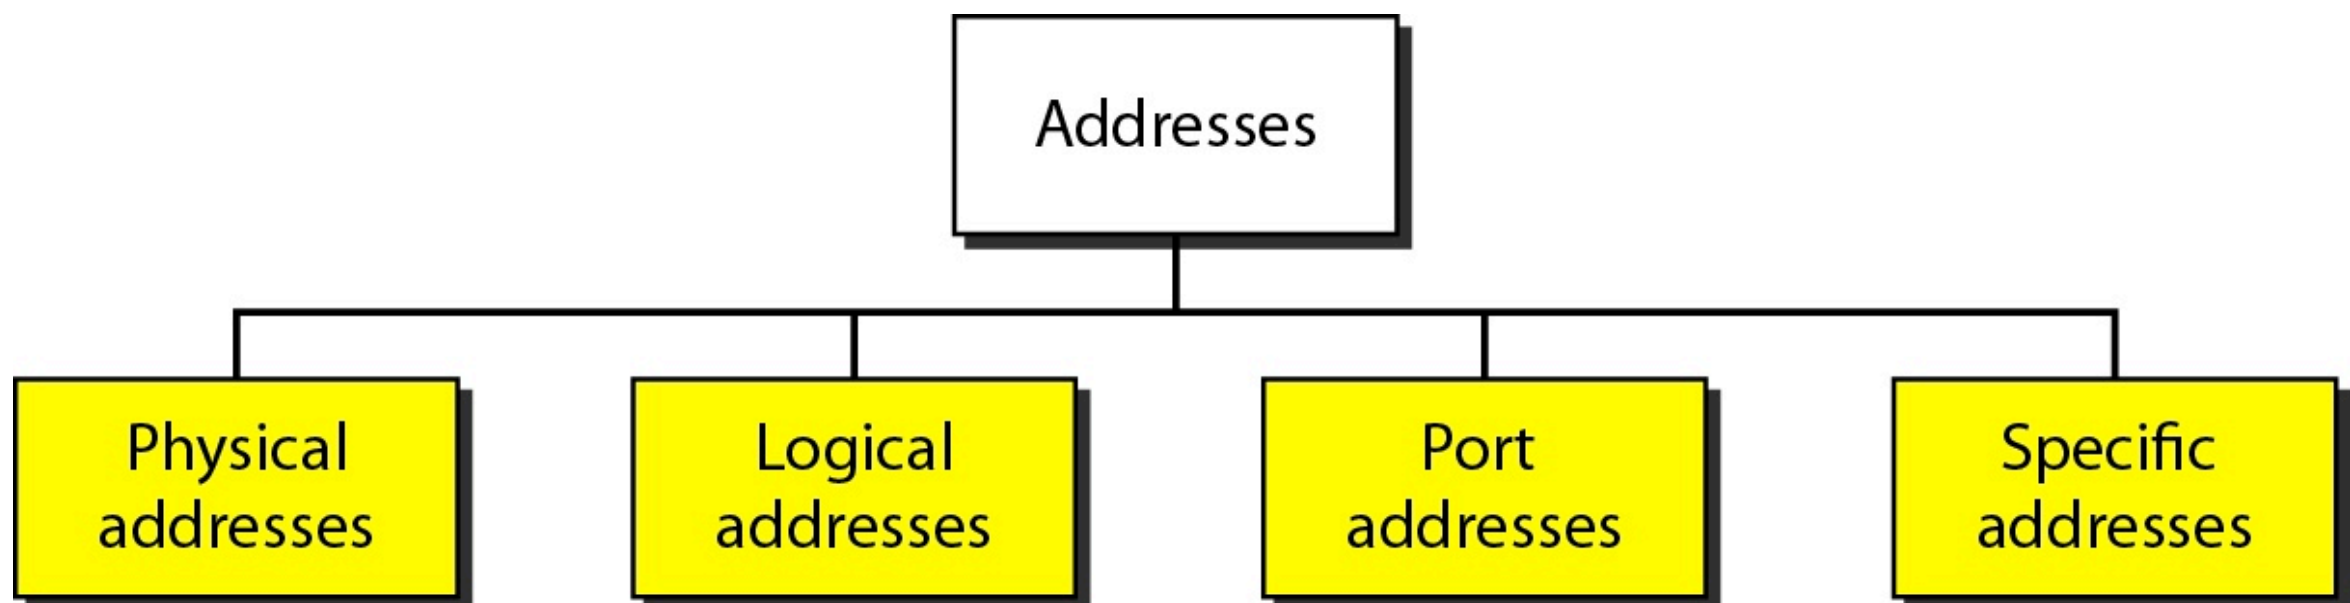 Addresses
Physical
addresses
Logical
addresses
Port
addresses
Specific
addresses